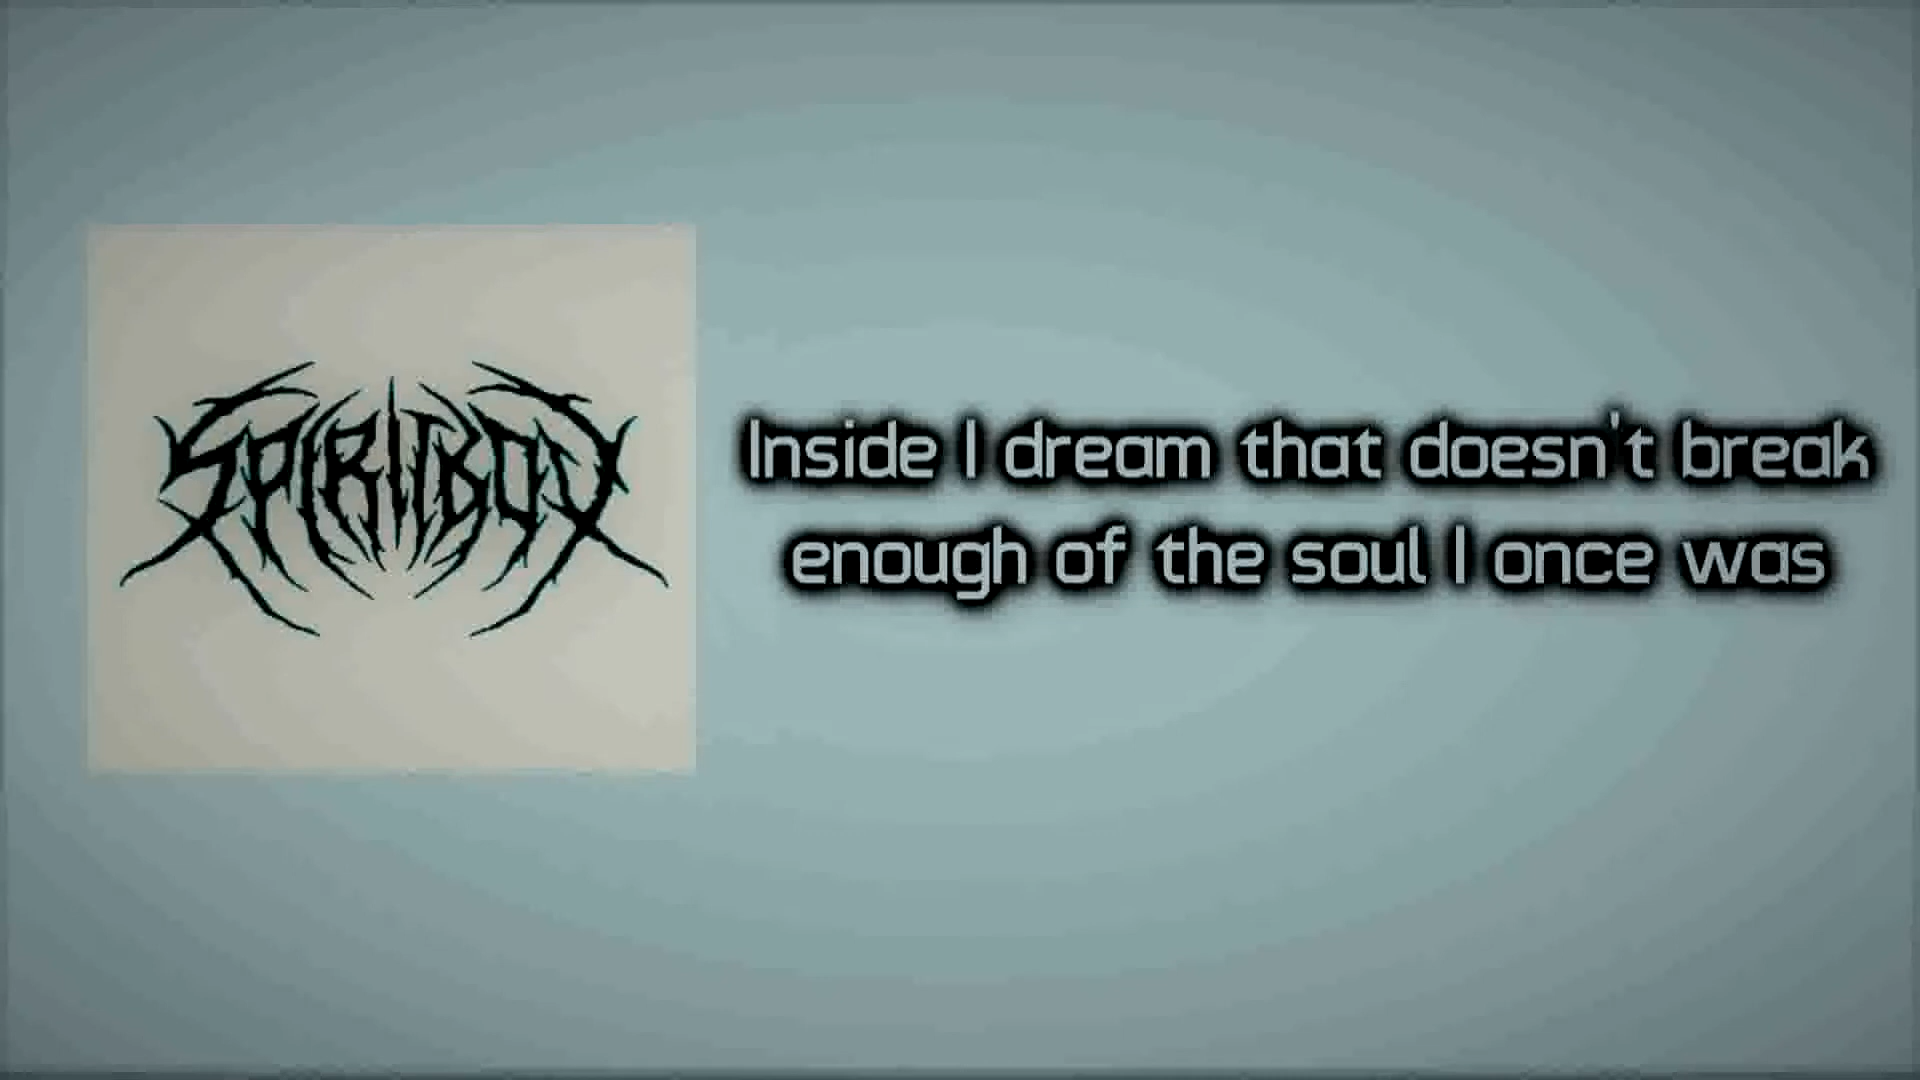 SPIRITBOX
Inside I dream that doesn't break
enough of the soul I once was